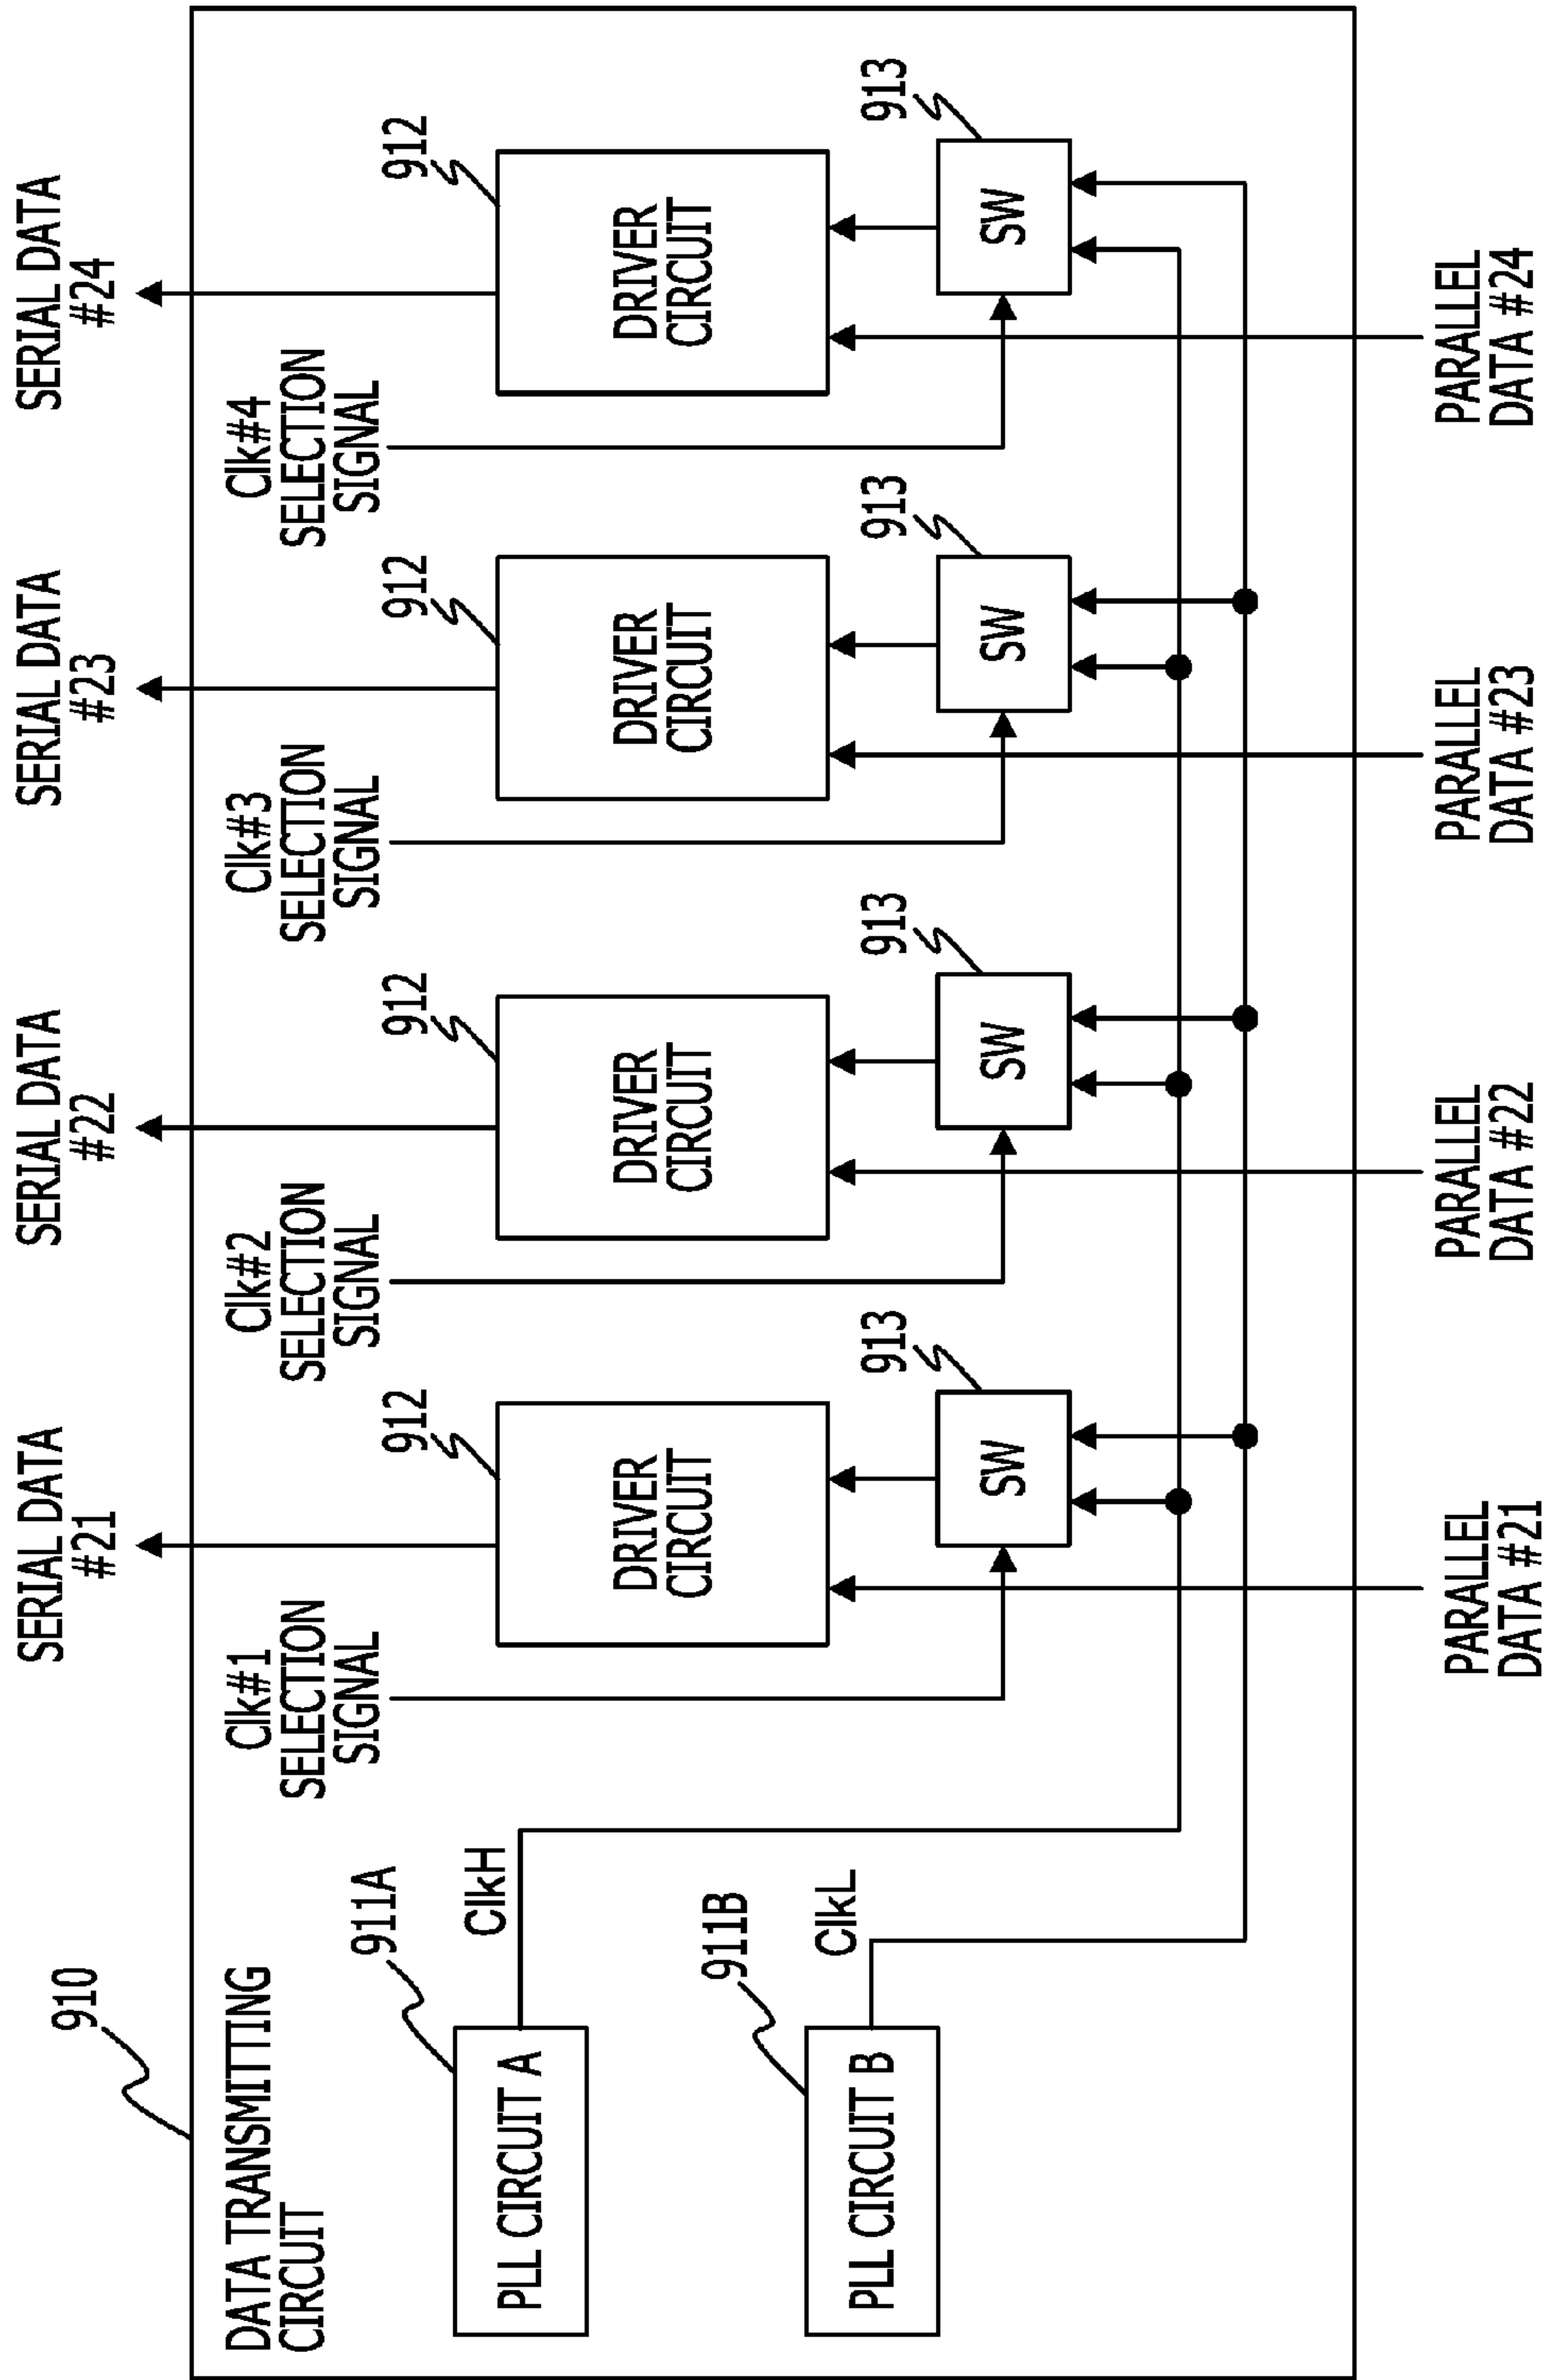 910
DATA TRANSMITTING
CIRCUIT
911A
PLL CIRCUIT A
ClkH
911B
PLL CIRCUIT B
ClkL
SERIAL DATA
#21
Clk#1
SELECTION
SIGNAL
912
DRIVER
CIRCUIT
913
SW
PARALLEL
DATA #21
SERIAL DATA
#22
Clk#2
SELECTION
SIGNAL
912
DRIVER
CIRCUIT
913
SW
PARALLEL
DATA #22
SERIAL DATA
#23
Clk#3
SELECTION
SIGNAL
912
DRIVER
CIRCUIT
913
SW
PARALLEL
DATA #23
SERIAL DATA
#24
Clk#4
SELECTION
SIGNAL
912
DRIVER
CIRCUIT
913
SW
PARALLEL
DATA #24